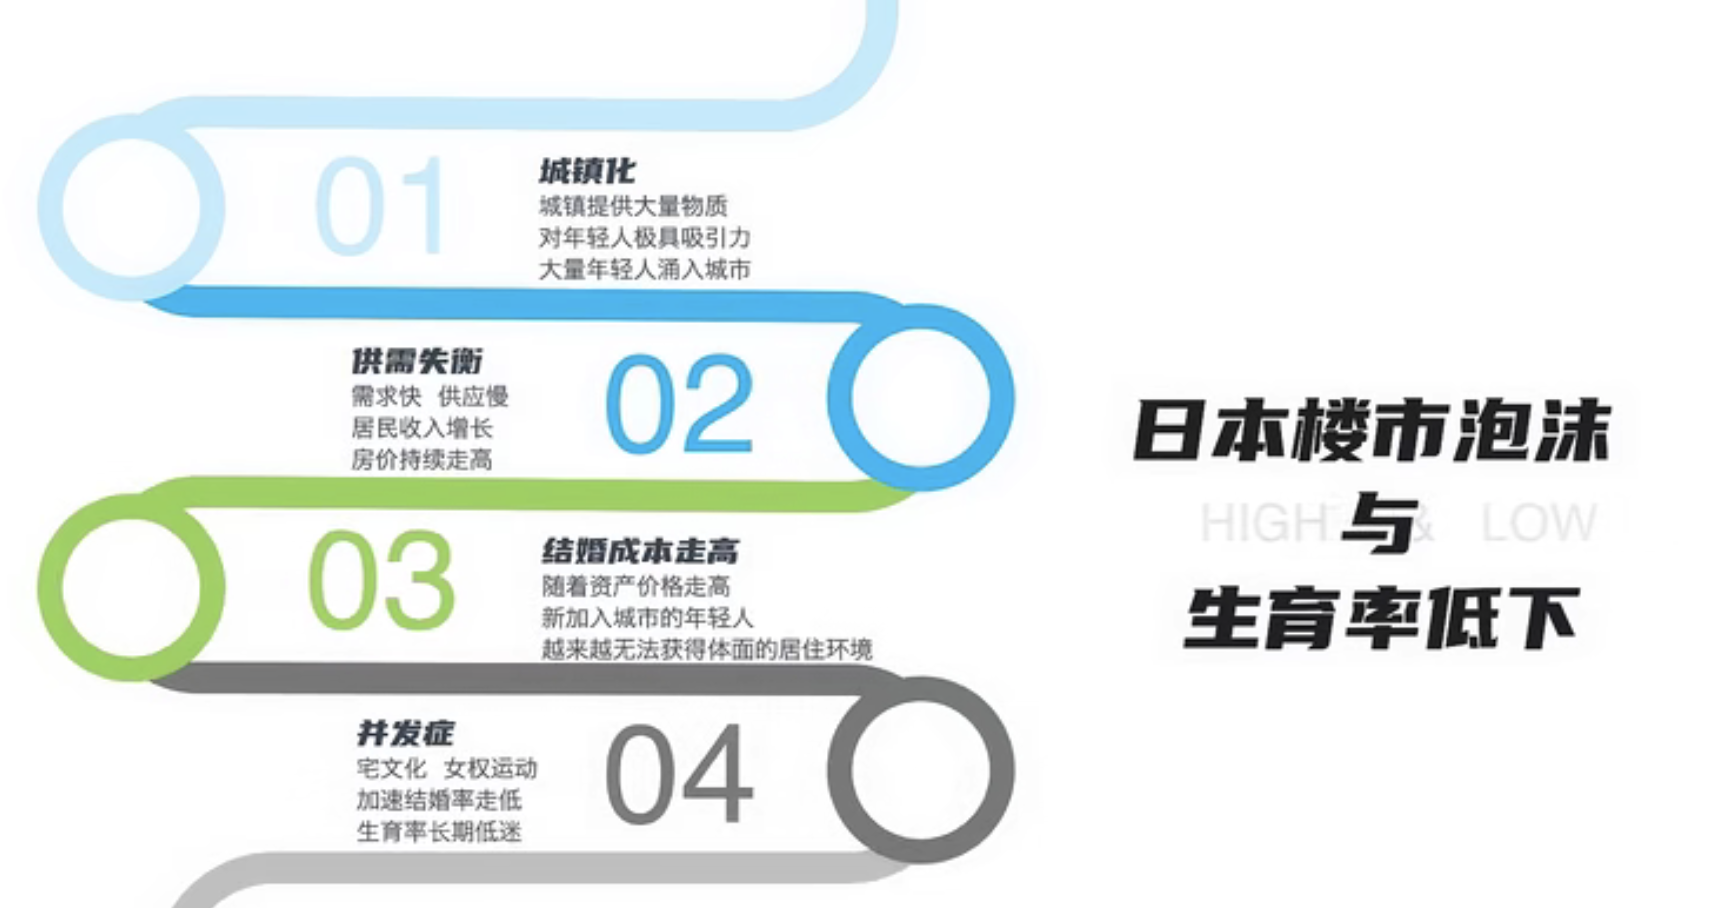 01
城镇化
城镇提供大量物质
对年轻人极具吸引力
大量年轻人涌入城市
供需失衡
需求快 供应慢
居民收入增长
房价持续走高
02
03
结婚成本走高
随着资产价格走高
新加入城市的年轻人
越来越无法获得体面的居住环境
并发症
宅文化 女权运动
加速结婚率走低
生育率长期低迷
04
日本楼市泡沫
HIGH & LOW
与
生育率低下